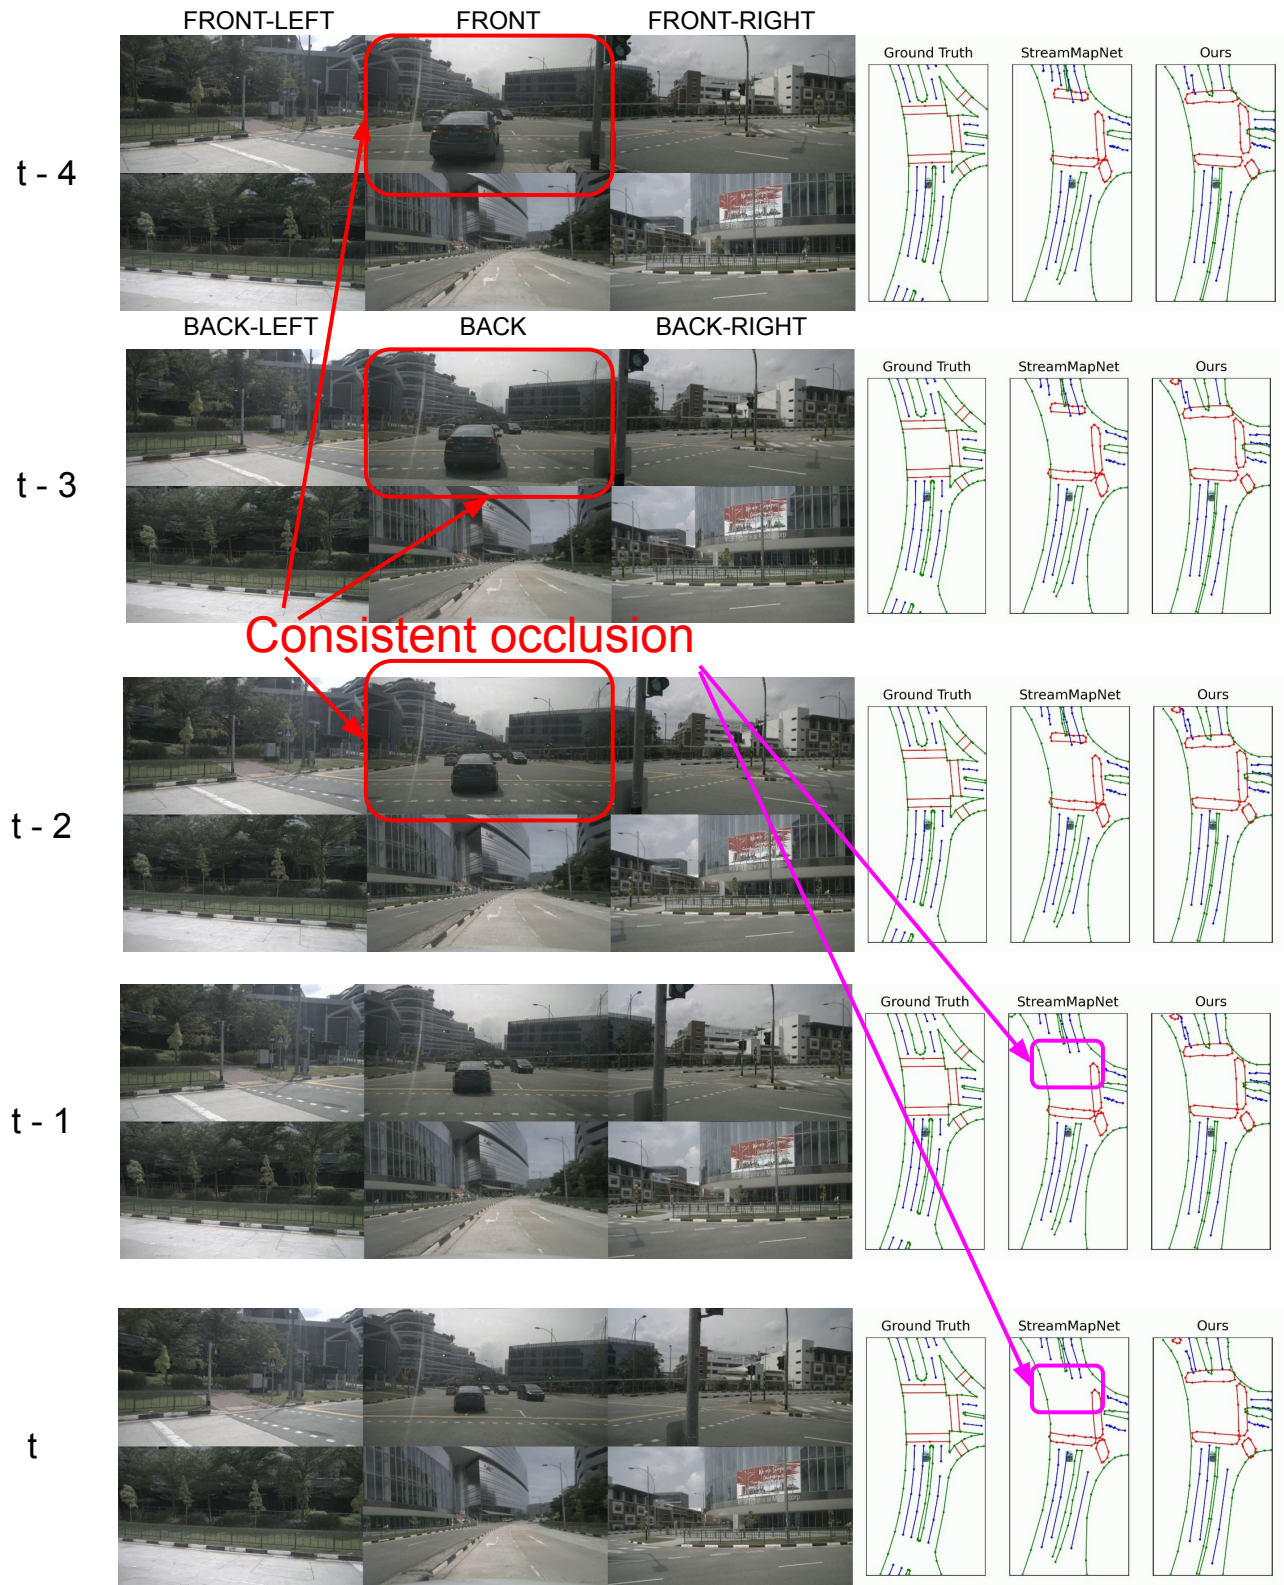 FRONT-LEFT FRONT FRONT-RIGHT
Ground Truth StreamMapNet Ours
t - 4
BACK-LEFT BACK BACK-RIGHT
Ground Truth StreamMapNet Ours
t - 3
Consistent occlusion
Ground Truth StreamMapNet Ours
t - 2
Ground Truth StreamMapNet Ours
t - 1
Ground Truth StreamMapNet Ours
t